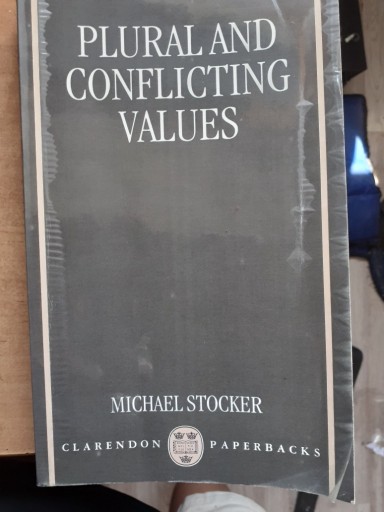 PLURAL AND
CONFLICTING
VALUES
MICHAEL STOCKER
CLARENDON PAPERBACKS